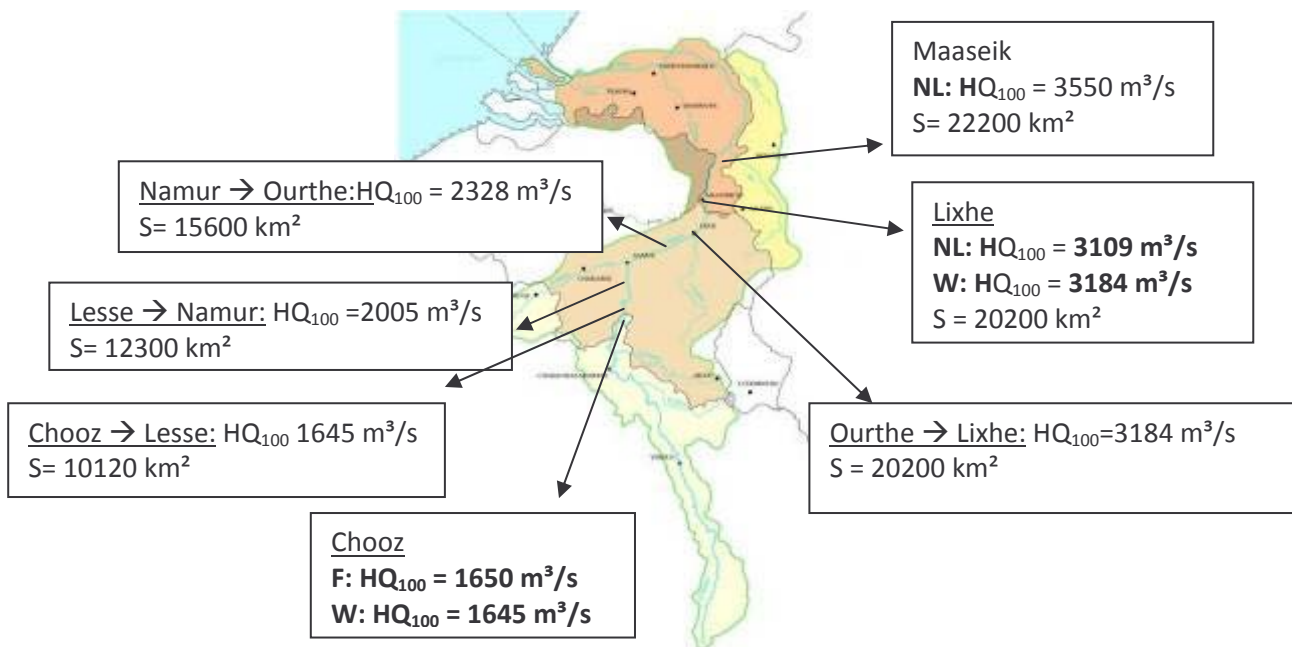 Maaseik
NL: HQ₁₀₀ = 3550 m³/s
S= 22200 km²
Namur → Ourthe:HQ₁₀₀ = 2328 m³/s
S= 15600 km²
Lixhe
NL: HQ₁₀₀ = 3109 m³/s
W: HQ₁₀₀ = 3184 m³/s
S = 20200 km²
Lesse → Namur: HQ₁₀₀ =2005 m³/s
S= 12300 km²
Chooz → Lesse: HQ₁₀₀ 1645 m³/s
S= 10120 km²
Ourthe → Lixhe: HQ₁₀₀=3184 m³/s
S = 20200 km²
Chooz
F: HQ₁₀₀ = 1650 m³/s
W: HQ₁₀₀ = 1645 m³/s